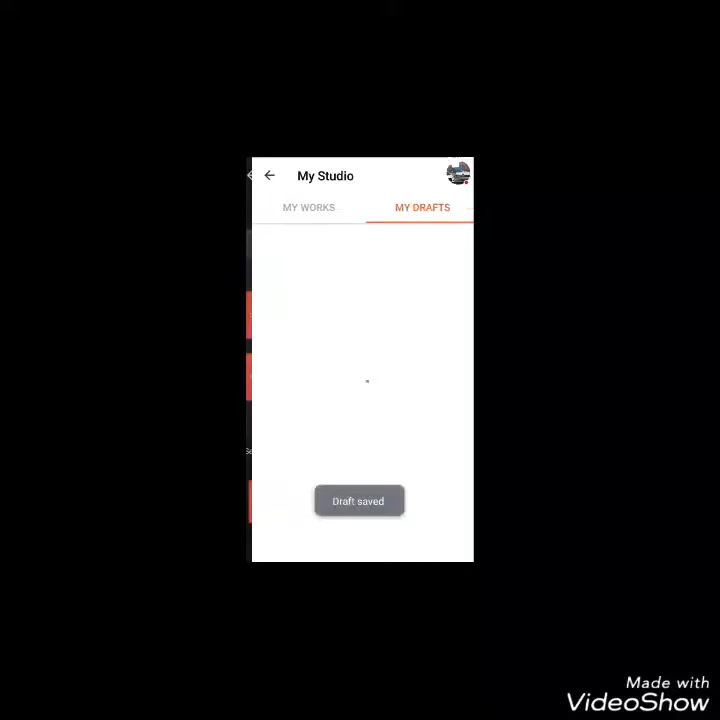 My Studio
MY WORKS
MY DRAFTS
Draft saved
Made with
VideoShow